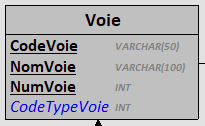 Voie
CodeVoie VARCHAR(50)
NomVoie VARCHAR(100)
NumVoie INT
CodeTypeVoie INT